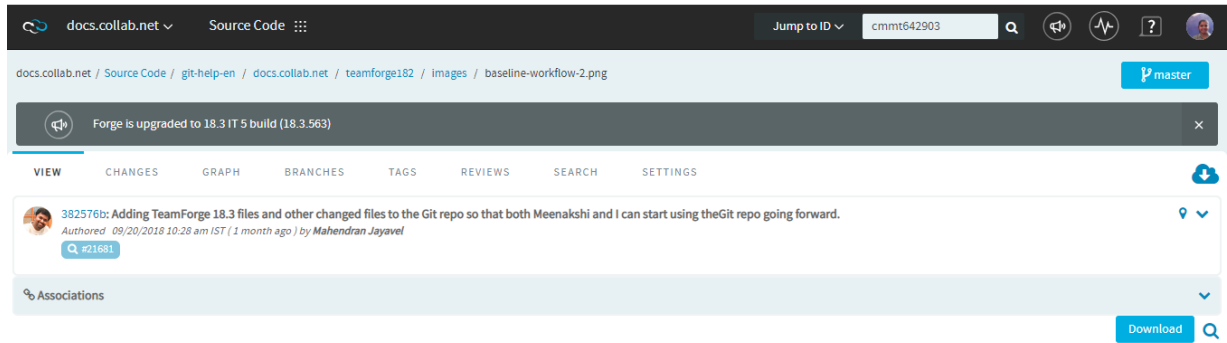 docs.collab.net Source Code Jump to ID cmmt642903
docs.collab.net / Source Code / git-help-en / docs.collab.net / teamforge182 / images / baseline-workflow-2.png
master
Forge is upgraded to 18.3 IT 5 build (18.3.563)
VIEW CHANGES GRAPH BRANCHES TAGS REVIEWS SEARCH SETTINGS
382576b: Adding TeamForge 18.3 files and other changed files to the Git repo so that both Meenakshi and I can start using theGit repo going forward.
Authored 09/20/2018 10:28 am IST ( 1 month ago ) by Mahendran Jayavel
#21681
Associations
Download